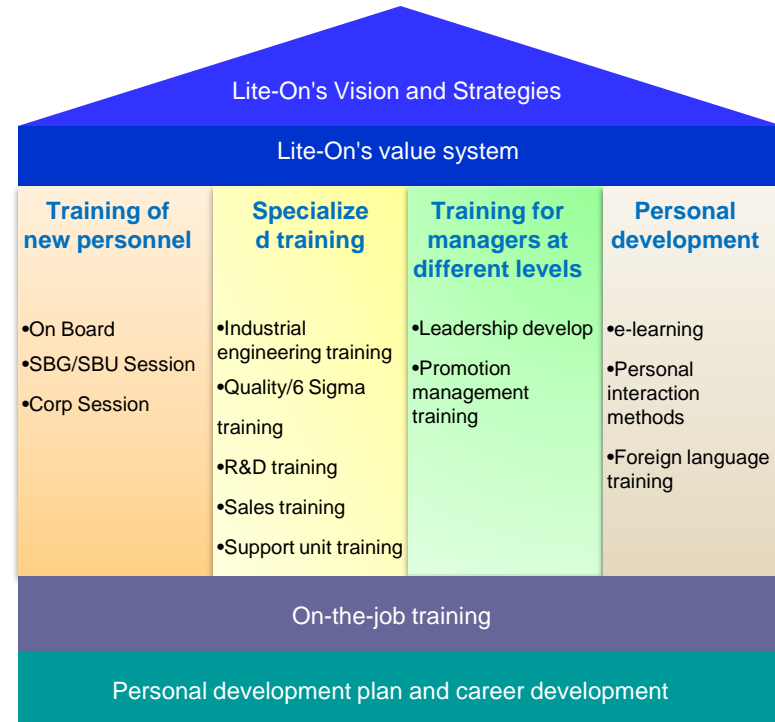 Lite-On's Vision and Strategies
Lite-On's value system
Training of
new personnel
•On Board
•SBG/SBU Session
•Corp Session
Specialize
d training
•Industrial
engineering training
•Quality/6 Sigma
training
•R&D training
•Sales training
•Support unit training
Training for
managers at
different levels
•Leadership develop
•Promotion
management
training
Personal
development
•e-learning
•Personal
interaction
methods
•Foreign language
training
On-the-job training
Personal development plan and career development